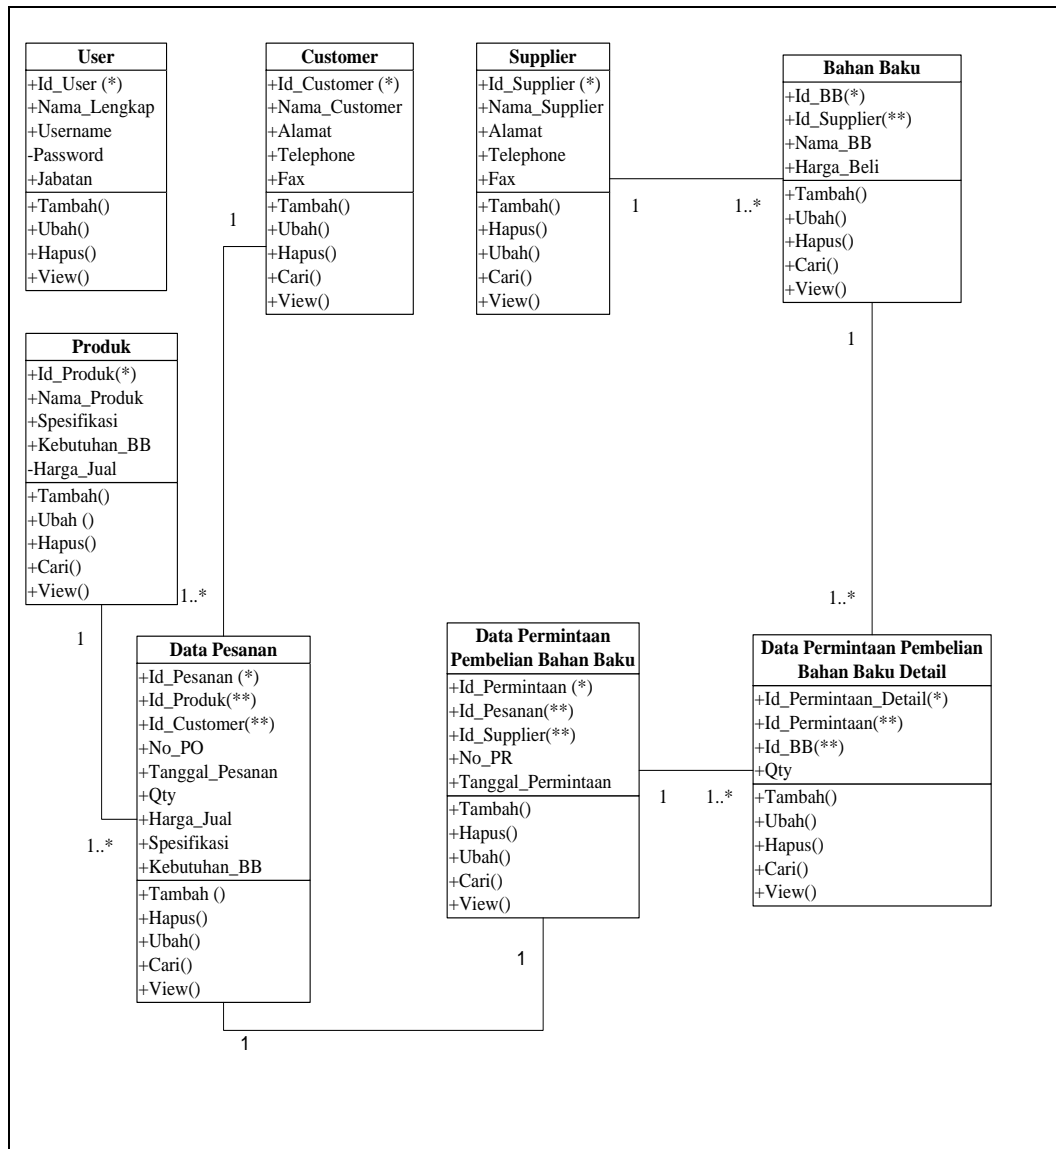 User
+Id_User (*)
+Nama_Lengkap
+Username
-Password
+Jabatan
+Tambah()
+Ubah()
+Hapus()
+View()
Customer
+Id_Customer (*)
+Nama_Customer
+Alamat
+Telephone
+Fax
+Tambah()
+Ubah()
+Hapus()
+Cari()
+View()
Supplier
+Id_Supplier (*)
+Nama_Supplier
+Alamat
+Telephone
+Fax
+Tambah()
+Hapus()
+Ubah()
+Cari()
+View()
Bahan Baku
+Id_BB(*)
+Id_Supplier(**)
+Nama_BB
+Harga_Beli
+Tambah()
+Ubah()
+Hapus()
+Cari()
+View()
1
1
1..*
1
Produk
+Id_Produk(*)
+Nama_Produk
+Spesifikasi
+Kebutuhan_BB
-Harga_Jual
+Tambah()
+Ubah ()
+Hapus()
+Cari()
+View()
1..*
1
1..*
Data Pesanan
+Id_Pesanan (*)
+Id_Produk(**)
+Id_Customer(**)
+No_PO
+Tanggal_Pesanan
+Qty
+Harga_Jual
+Spesifikasi
+Kebutuhan_BB
+Tambah ()
+Hapus()
+Ubah()
+Cari()
+View()
1..*
Data Permintaan
Pembelian Bahan Baku
+Id_Permintaan (*)
+Id_Pesanan(**)
+Id_Supplier(**)
+No_PR
+Tanggal_Permintaan
+Tambah()
+Hapus()
+Ubah()
+Cari()
+View()
1
1..*
Data Permintaan Pembelian
Bahan Baku Detail
+Id_Permintaan_Detail(*)
+Id_Permintaan(**)
+Id_BB(**)
+Qty
+Tambah()
+Ubah()
+Hapus()
+Cari()
+View()
1
1